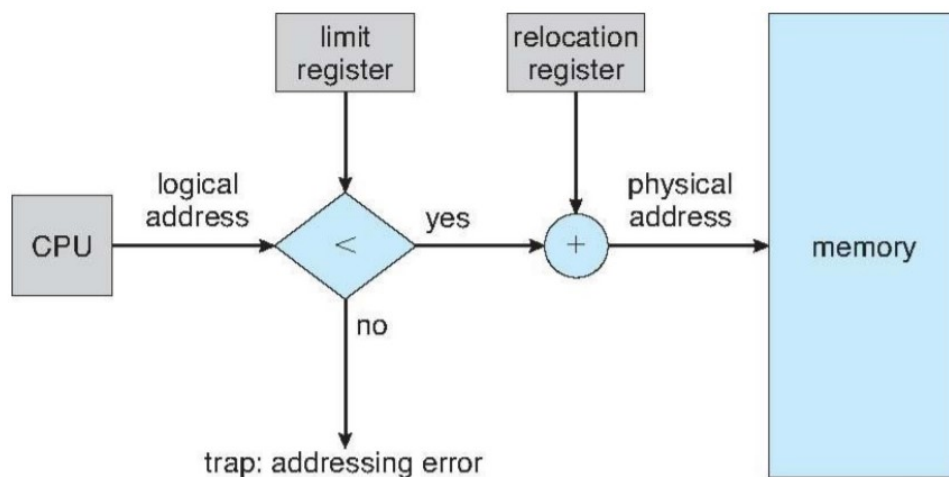 limit
register
relocation
register
logical
address
physical
address
CPU
<
yes
+
memory
no
trap: addressing error